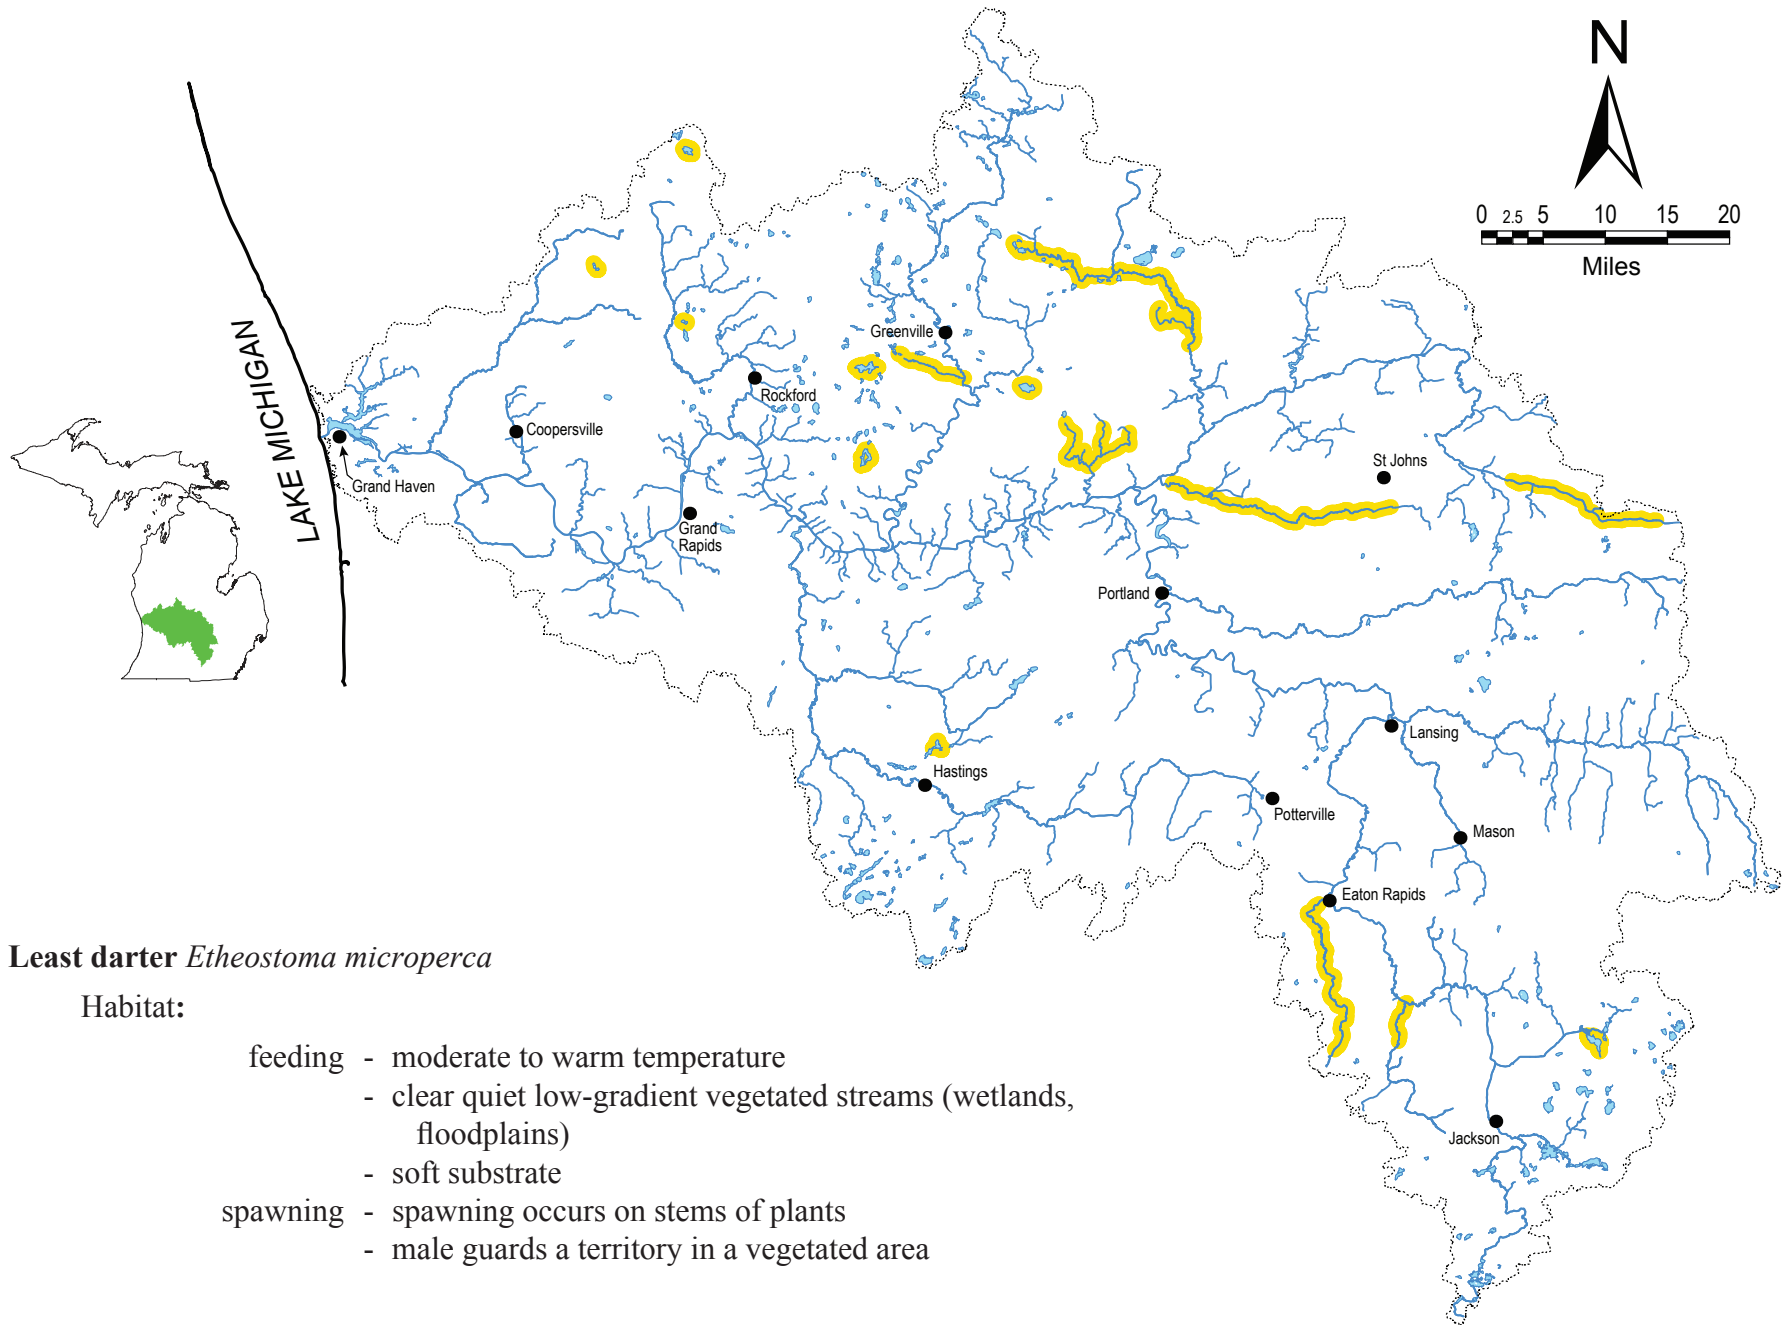 N
0 2.5 5 10 15 20
Miles
LAKE MICHIGAN
Greenville
Rockford
Coopersville
Grand Haven
Grand
Rapids
St Johns
Portland
Lansing
Hastings
Potterville
Mason
Eaton Rapids
Jackson
Least darter Etheostoma microperca
Habitat:
feeding - moderate to warm temperature
- clear quiet low-gradient vegetated streams (wetlands,
floodplains)
- soft substrate
spawning - spawning occurs on stems of plants
- male guards a territory in a vegetated area